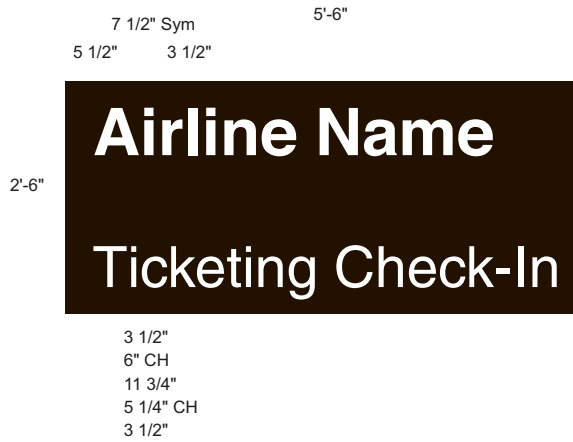 5'-6"
7 1/2" Sym
5 1/2" 3 1/2"
Airline Name
2'-6"
Ticketing Check-In
3 1/2"
6" CH
11 3/4"
5 1/4" CH
3 1/2"